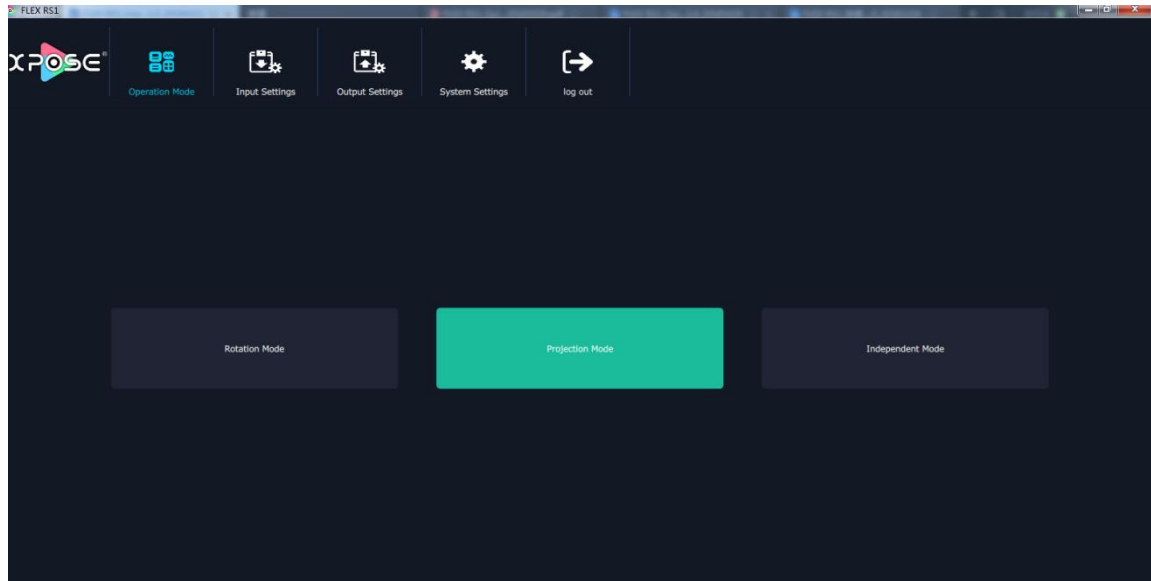 FLEX RS1
XPOSE®
Operation Mode
Input Settings
Output Settings
System Settings
log out
Rotation Mode
Projection Mode
Independent Mode